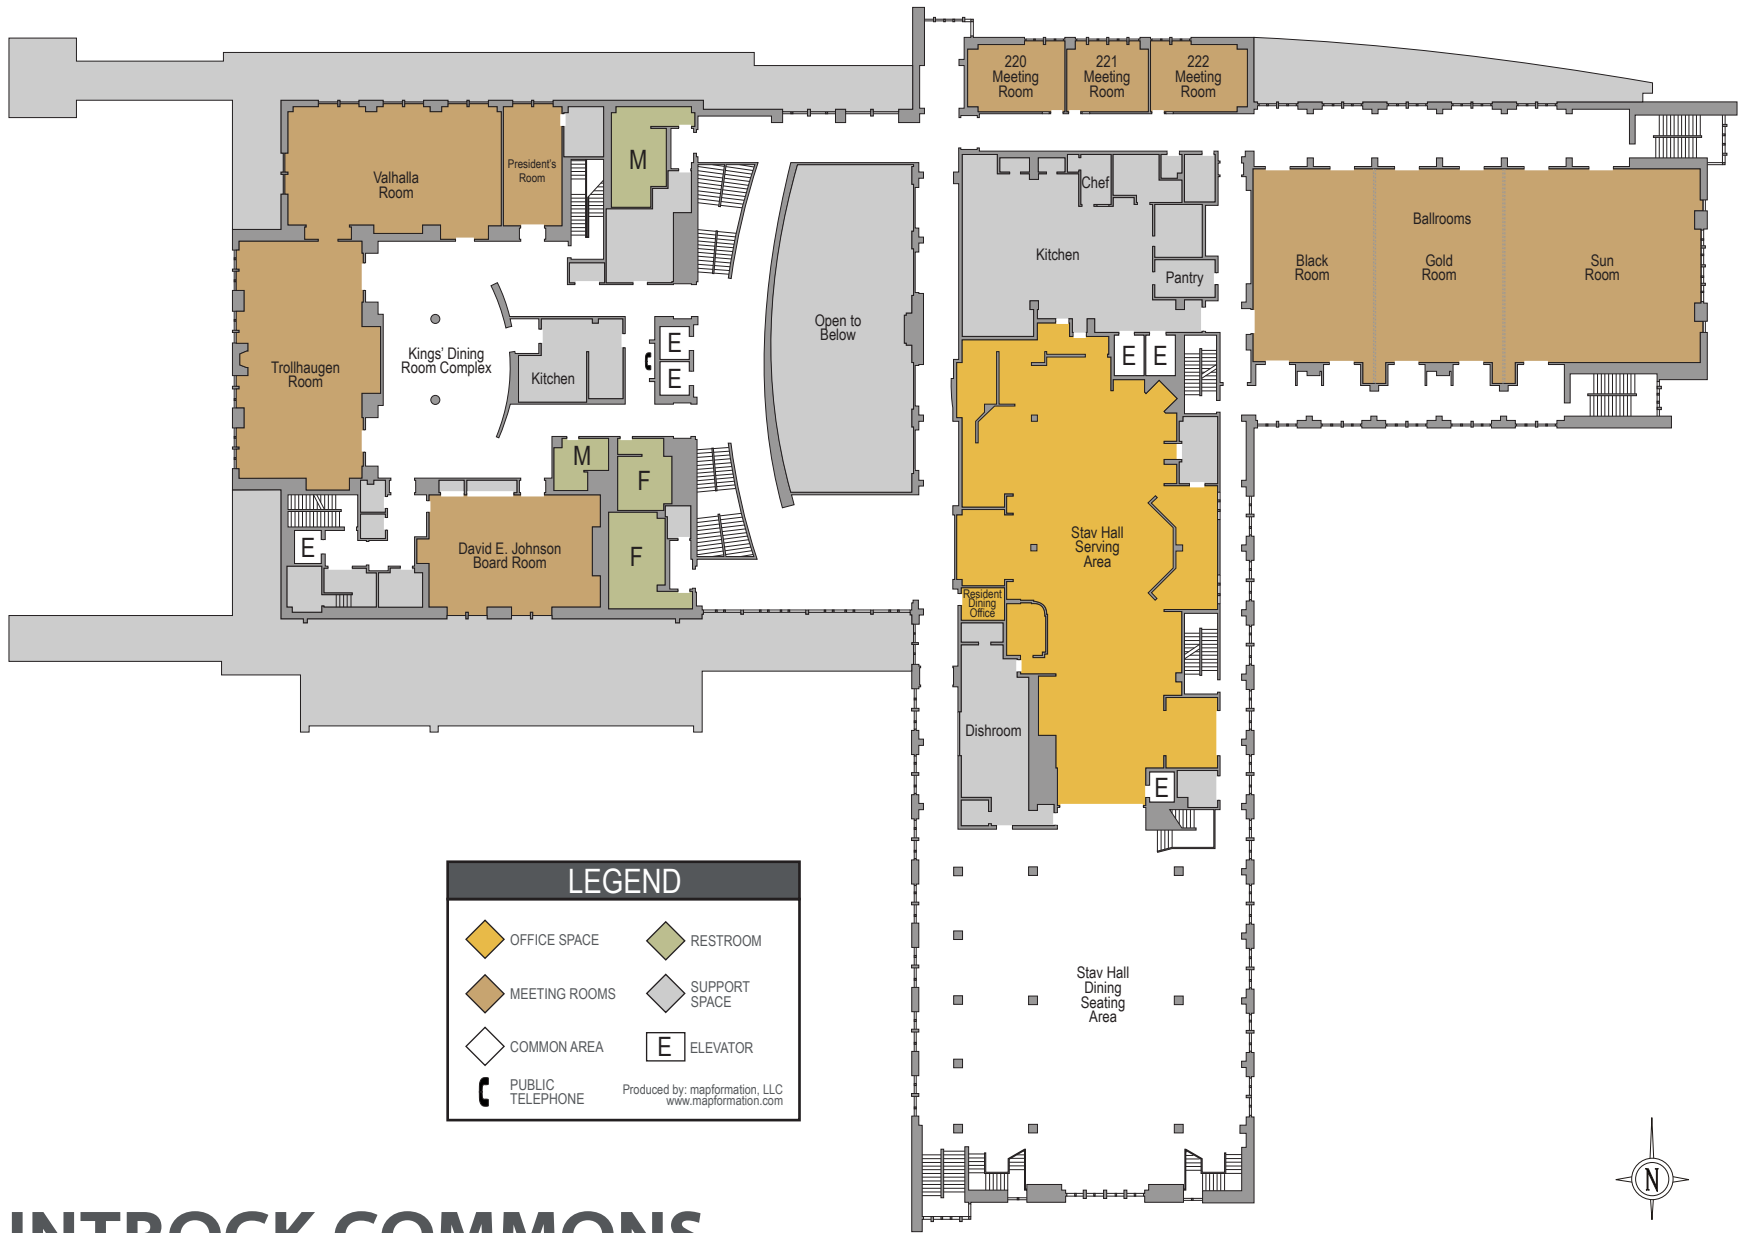 220
Meeting
Room
221
Meeting
Room
222
Meeting
Room
Valhalla
Room
President's
Room
M
Chef
Kitchen
Pantry
Ballrooms
Black
Room
Gold
Room
Sun
Room
Open to
Below
Trollhaugen
Room
Kings' Dining
Room Complex
Kitchen
E
E
E
E
M
F
F
E
David E. Johnson
Board Room
Stav Hall
Serving
Area
Resident
Dining
Office
Dishroom
E
Stav Hall
Dining
Seating
Area
LEGEND
OFFICE SPACE
RESTROOM
MEETING ROOMS
SUPPORT
SPACE
COMMON AREA
E
ELEVATOR
PUBLIC
TELEPHONE
Produced by: mapformation, LLC
www.mapformation.com
N
INTROCK COMMONS